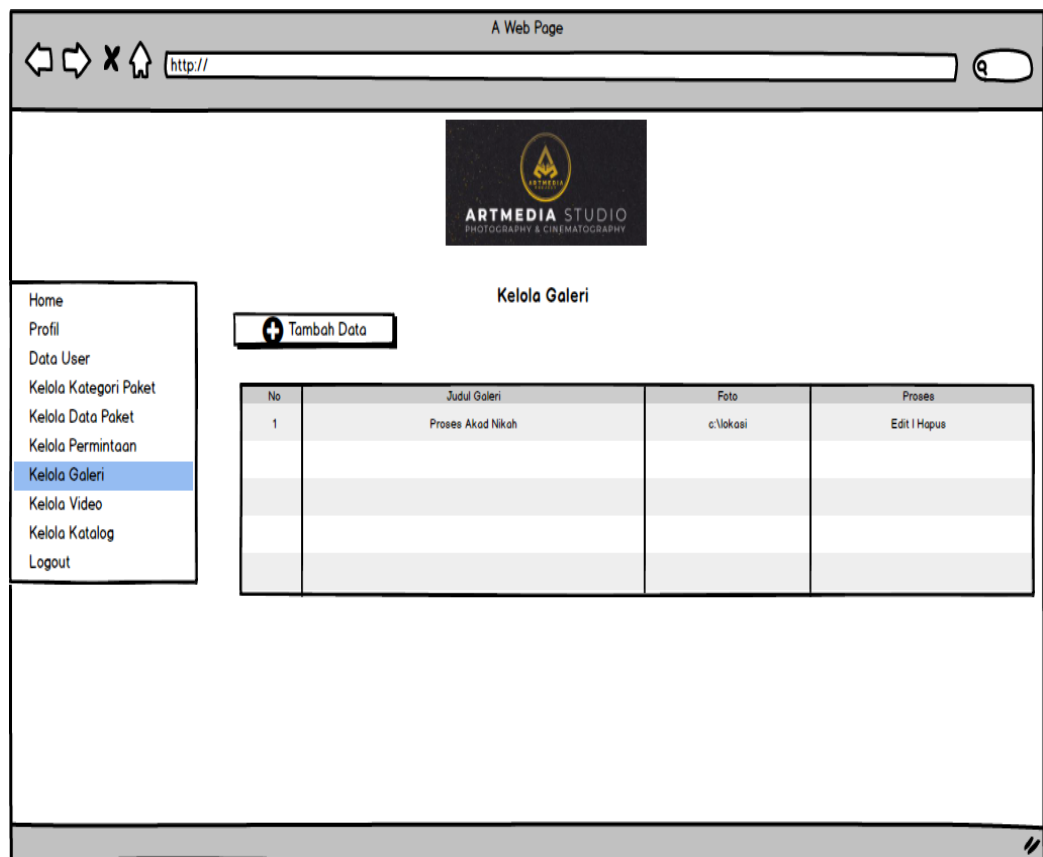 A Web Page
http://
ARTMEDIA
PROJECT
ARTMEDIA STUDIO
PHOTOGRAPHY & CINEMATOGRAPHY
Home
Profil
Data User
Kelola Kategori Paket
Kelola Data Paket
Kelola Permintaan
Kelola Galeri
Kelola Video
Kelola Katalog
Logout
Kelola Galeri
Tambah Data
No Judul Galeri Foto Proses
1 Proses Akad Nikah c:\lokasi Edit | Hapus